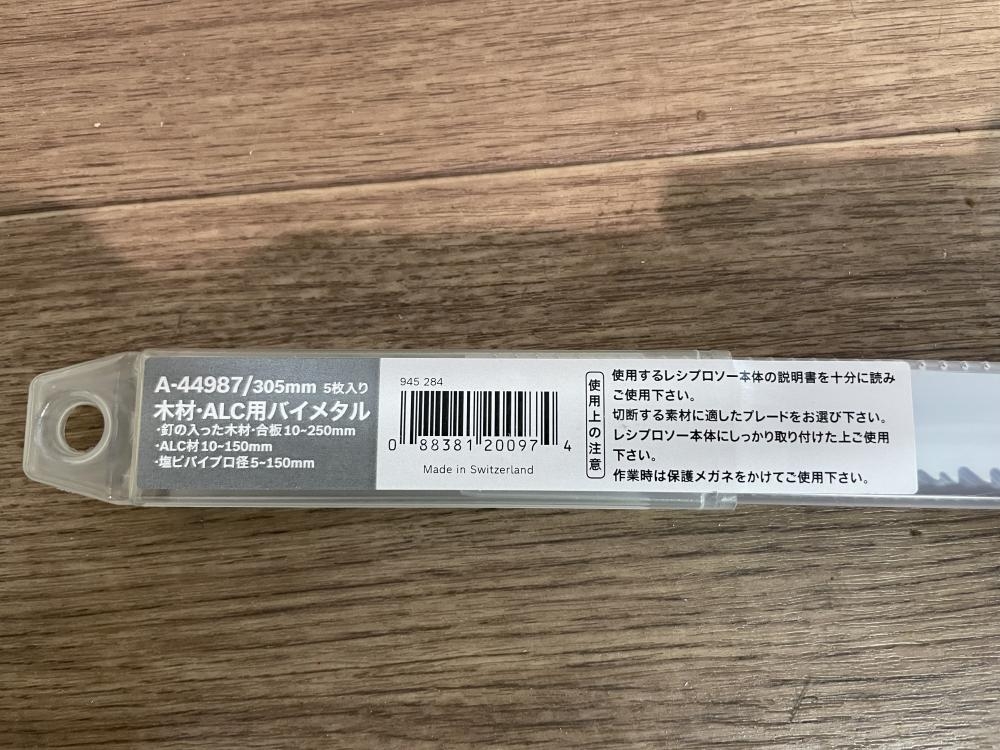 A-44987/305mm 5枚入り
木材・ALC用バイメタル
・釘の入った木材・合板10~250mm
・ALC材10~150mm
・塩ビパイプ口径5~150mm
945 284
0 88381 20097 4
Made in Switzerland
使用上の注意
使用するレシプロソー本体の説明書を十分に読み
ご使用下さい。
切断する素材に適したブレードをお選び下さい。
レシプロソー本体にしっかり取り付けた上ご使用
下さい。
作業時は保護メガネをかけてご使用下さい。